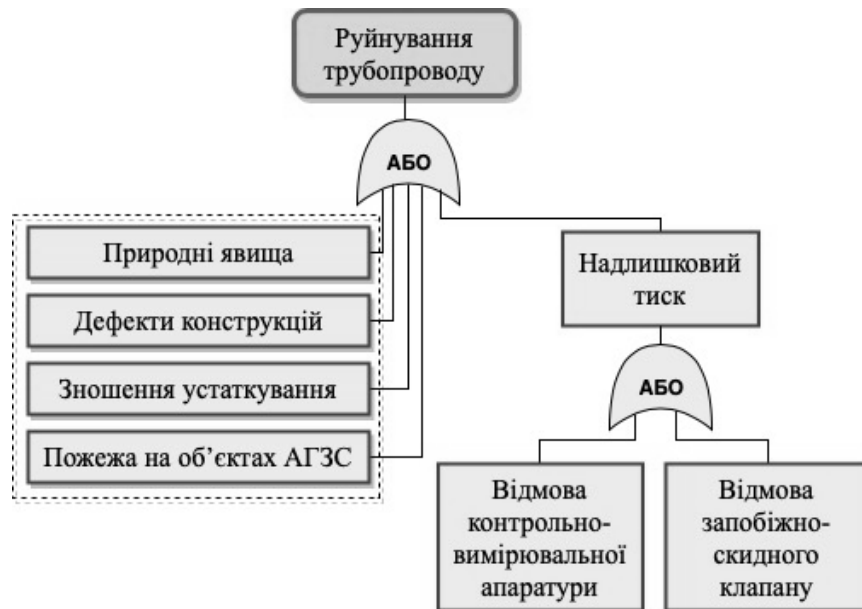 Руйнування
трубопроводу
АБО
Природні явища
Дефекти конструкцій
Зношення устаткування
Пожежа на об’єктах АГЗС
Надлишковий
тиск
АБО
Відмова
контрольно-
вимірювальної
апаратури
Відмова
запобіжно-
скидного
клапану